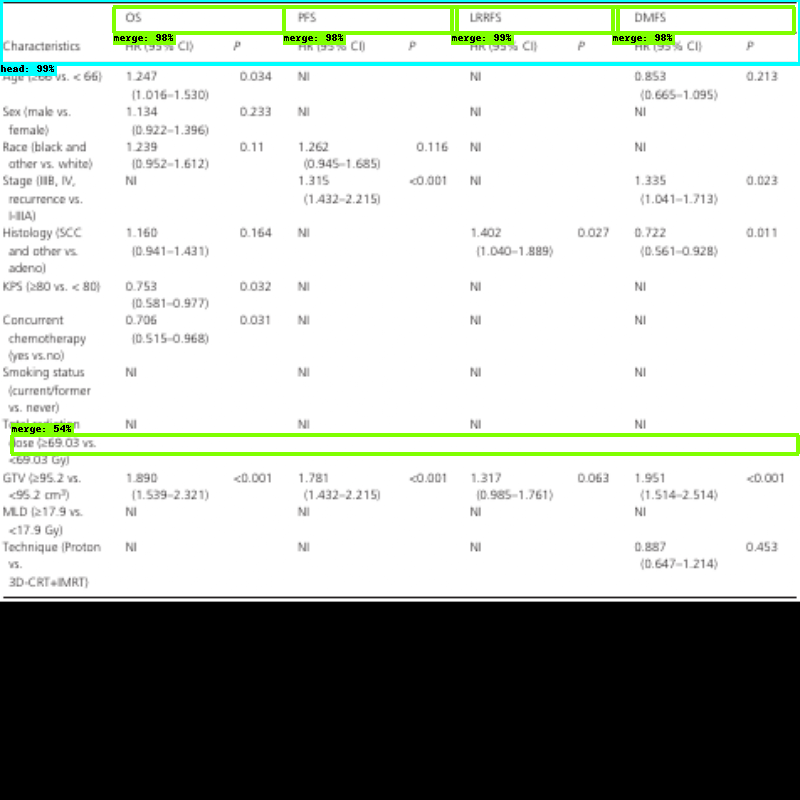 OS PFS LRRFS DMFS
merge: 98% merge: 98% merge: 99% merge: 98%
Characteristics HR (95% CI) P HR (95% CI) P HR (95% CI) P HR (95% CI) P
head: 99%
Age (≥66 vs. < 66) 1.247 0.034 NI NI 0.853 0.213
(1.016–1.530) (0.665–1.095)
Sex (male vs. 1.134 0.233 NI NI NI
female) (0.922–1.396)
Race (black and 1.239 0.11 1.262 0.116 NI NI
other vs. white) (0.952–1.612) (0.945–1.685)
Stage (IIIB, IV, NI 1.315 <0.001 NI 1.335 0.023
recurrence vs. (1.432–2.215) (1.041–1.713)
I-IIIA)
Histology (SCC 1.160 0.164 NI 1.402 0.027 0.722 0.011
and other vs. (0.941–1.431) (1.040–1.889) (0.561–0.928)
adeno)
KPS (≥80 vs. < 80) 0.753 0.032 NI NI NI
(0.581–0.977)
Concurrent 0.706 0.031 NI NI NI
chemotherapy (0.515–0.968)
(yes vs.no)
Smoking status NI NI NI NI
(current/former
vs. never)
Total radiation NI NI NI NI
merge: 54%
dose (≥69.03 vs.
<69.03 Gy)
GTV (≥95.2 vs. 1.890 <0.001 1.781 <0.001 1.317 0.063 1.951 <0.001
<95.2 cm³) (1.539–2.321) (1.432–2.215) (0.985–1.761) (1.514–2.514)
MLD (≥17.9 vs. NI NI NI NI
<17.9 Gy)
Technique (Proton NI NI NI 0.887 0.453
vs. (0.647–1.214)
3D-CRT+IMRT)